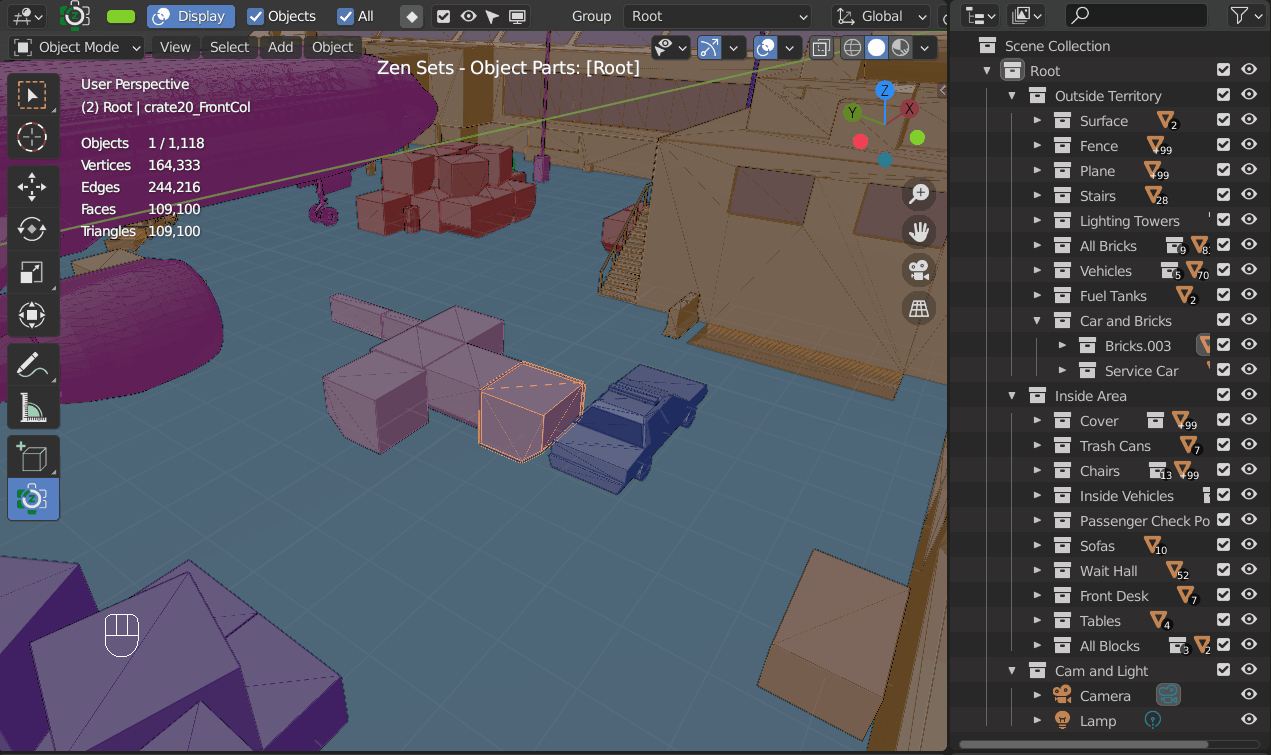 Display Objects All Group Root Global
Object Mode View Select Add Object
Zen Sets - Object Parts: [Root]
User Perspective
(2) Root | crate20_FrontCol
Objects 1 / 1,118
Vertices 164,333
Edges 244,216
Faces 109,100
Triangles 109,100
Z
Y X
Scene Collection
Root
Outside Territory
Surface 2
Fence +99
Plane +99
Stairs 28
Lighting Towers
All Bricks 9
Vehicles 5 70
Fuel Tanks 2
Car and Bricks
Bricks.003
Service Car
Inside Area
Cover +99
Trash Cans 7
Chairs 13 +99
Inside Vehicles
Passenger Check Po
Sofas 10
Wait Hall 52
Front Desk 7
Tables 4
All Blocks 3 2
Cam and Light
Camera
Lamp